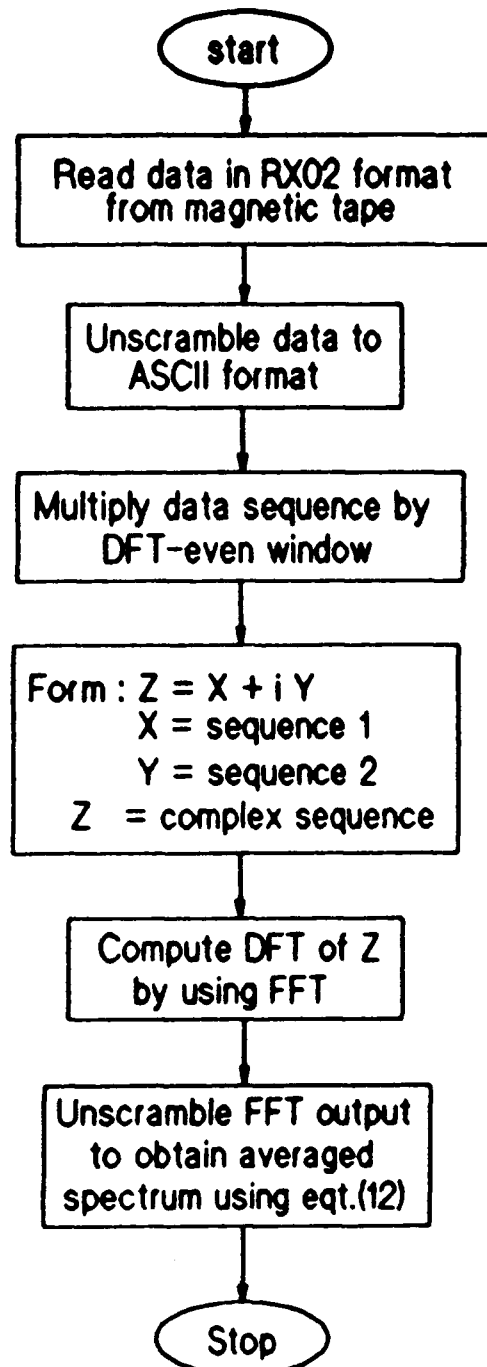 start
Read data in RX02 format
from magnetic tape
Unscramble data to
ASCII format
Multiply data sequence by
DFT-even window
Form : Z = X + i Y
X = sequence 1
Y = sequence 2
Z = complex sequence
Compute DFT of Z
by using FFT
Unscramble FFT output
to obtain averaged
spectrum using eqt.(12)
Stop